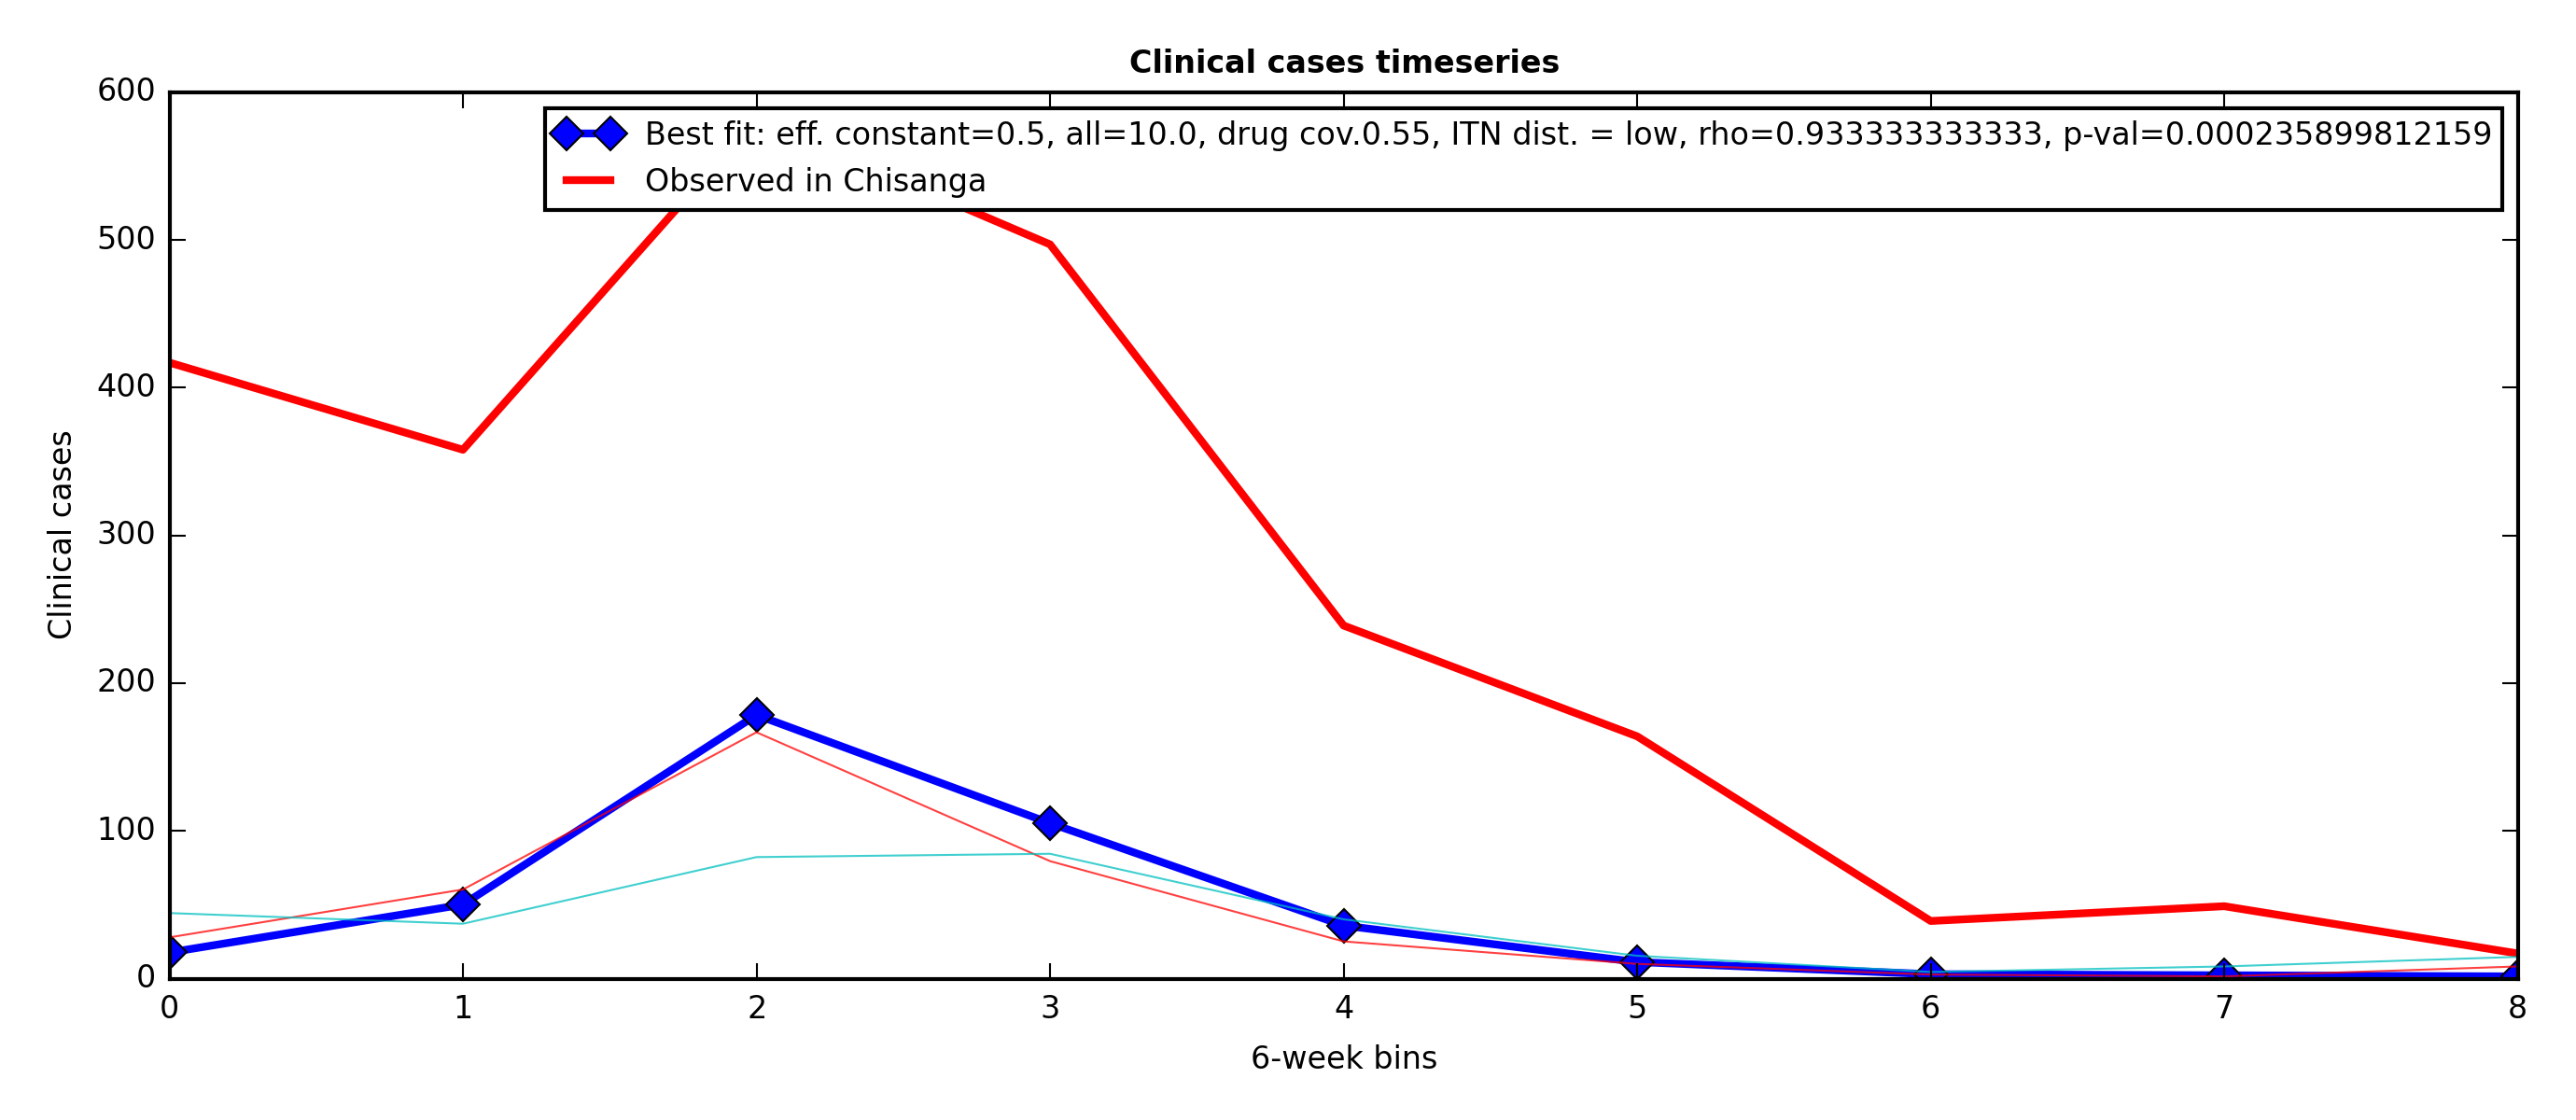 Clinical cases timeseries
Best fit: eff. constant=0.5, all=10.0, drug cov.0.55, ITN dist. = low, rho=0.933333333333, p-val=0.000235899812159
Observed in Chisanga
600
500
400
300
200
100
0
Clinical cases
0 1 2 3 4 5 6 7 8
6-week bins